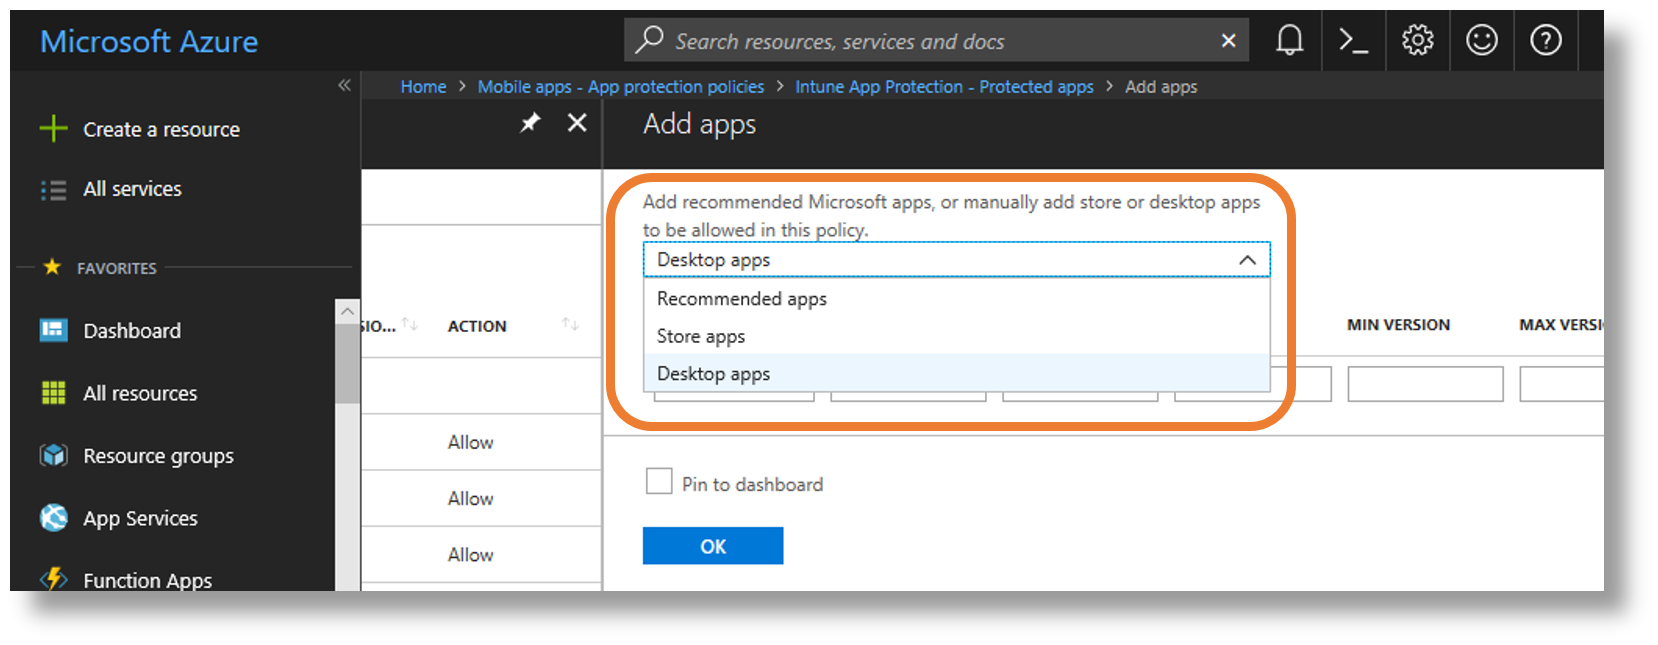 Microsoft Azure
Search resources, services and docs
Home > Mobile apps - App protection policies > Intune App Protection - Protected apps > Add apps
Create a resource
All services
FAVORITES
Dashboard
All resources
Resource groups
App Services
Function Apps
ACTION
Allow
Allow
Allow
Add apps
Add recommended Microsoft apps, or manually add store or desktop apps
to be allowed in this policy.
Desktop apps
Recommended apps
Store apps
Desktop apps
MIN VERSION
MAX VERSI
Pin to dashboard
OK